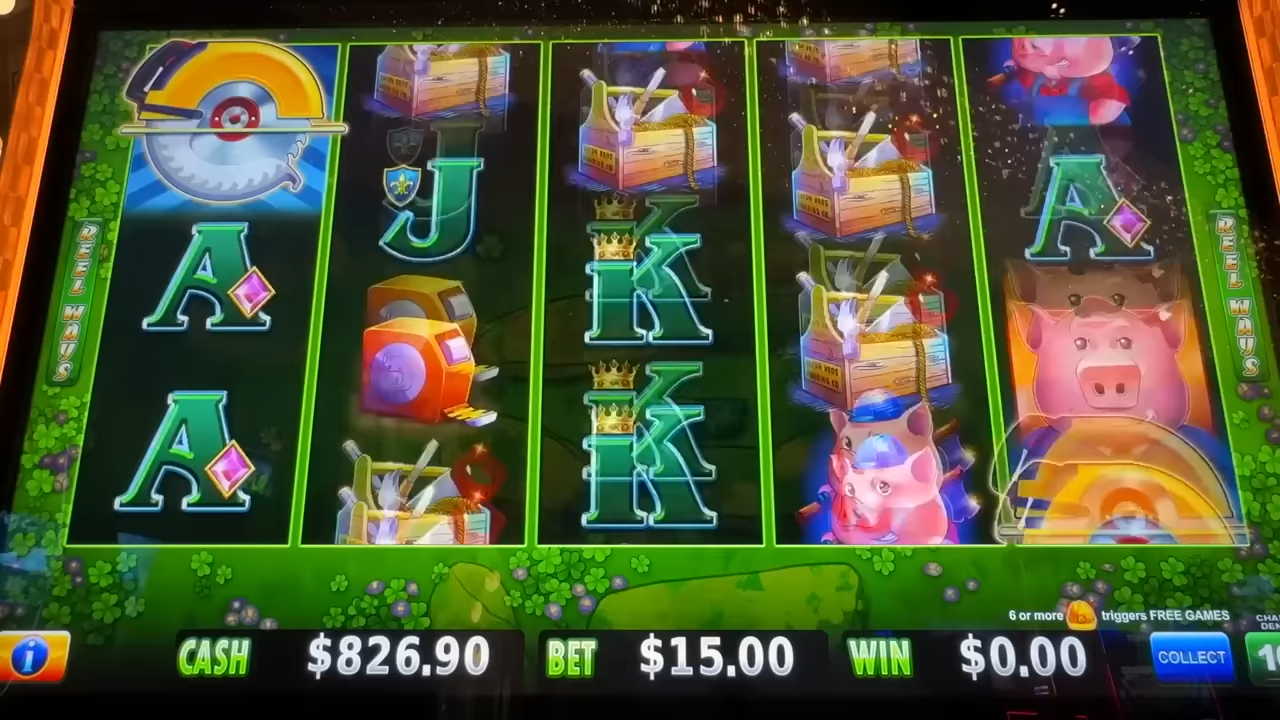 REEL WAYS
REEL WAYS
A
J
K
A
A
K
A
6 or more triggers FREE GAMES
i
CASH $826.90
BET $15.00
WIN $0.00
COLLECT